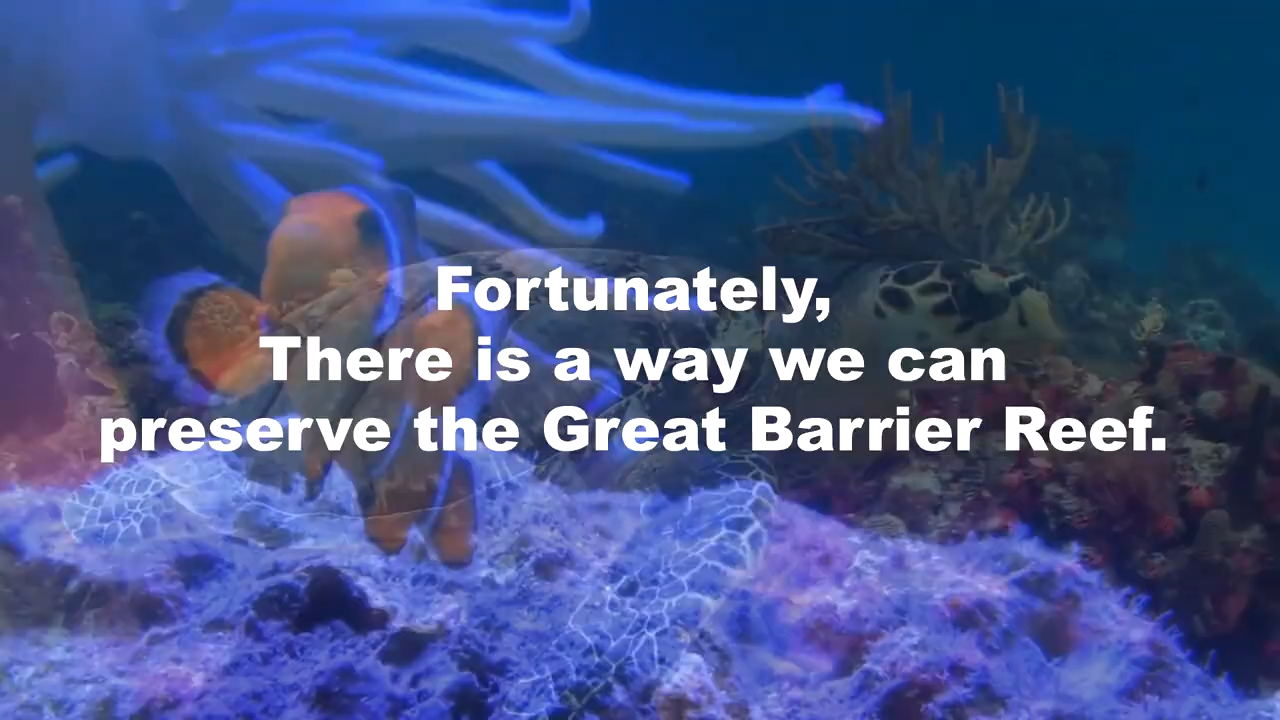 Fortunately,
There is a way we can
preserve the Great Barrier Reef.